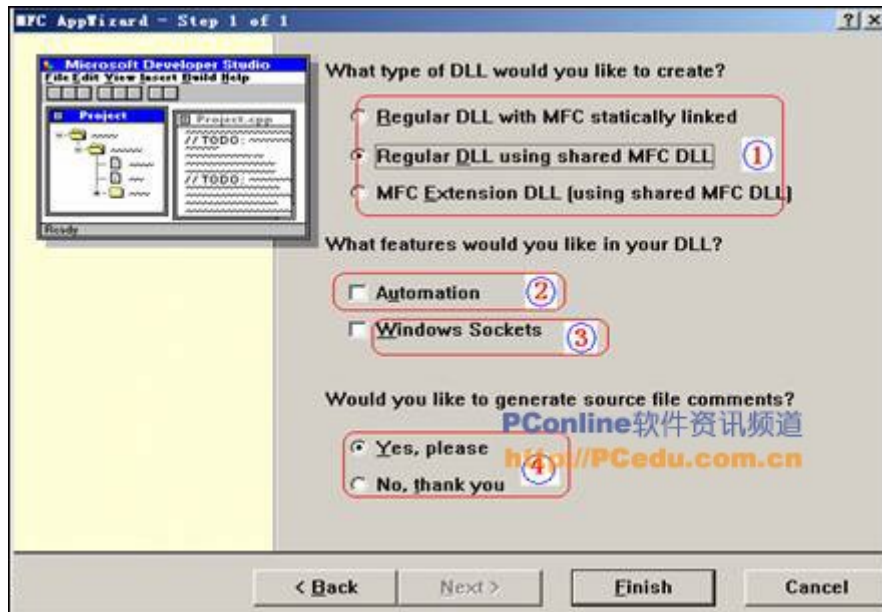 MFC AppWizard - Step 1 of 1
Microsoft Developer Studio
File Edit View Insert Build Help
Project
Project.cpp
// TODO:
// TODO:
Ready
What type of DLL would you like to create?
Regular DLL with MFC statically linked
Regular DLL using shared MFC DLL
①
MFC Extension DLL (using shared MFC DLL)
What features would you like in your DLL?
Automation
②
Windows Sockets
③
Would you like to generate source file comments?
PConline软件资讯频道
Yes, please
http://PCedu.com.cn
④
No, thank you
< Back
Next >
Finish
Cancel